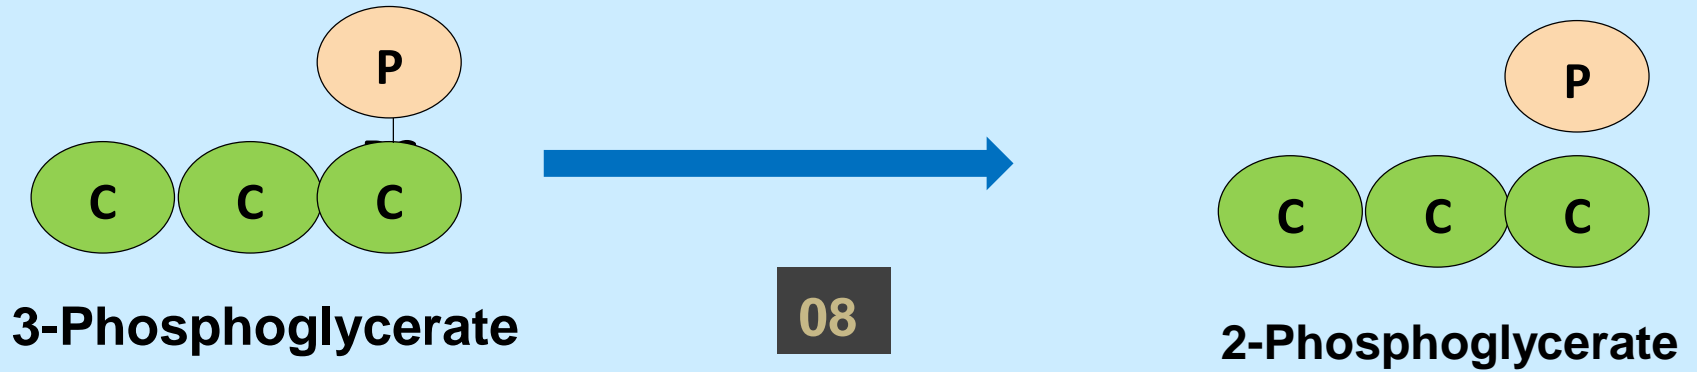 P
C C C
3-Phosphoglycerate
08
P
C C C
2-Phosphoglycerate